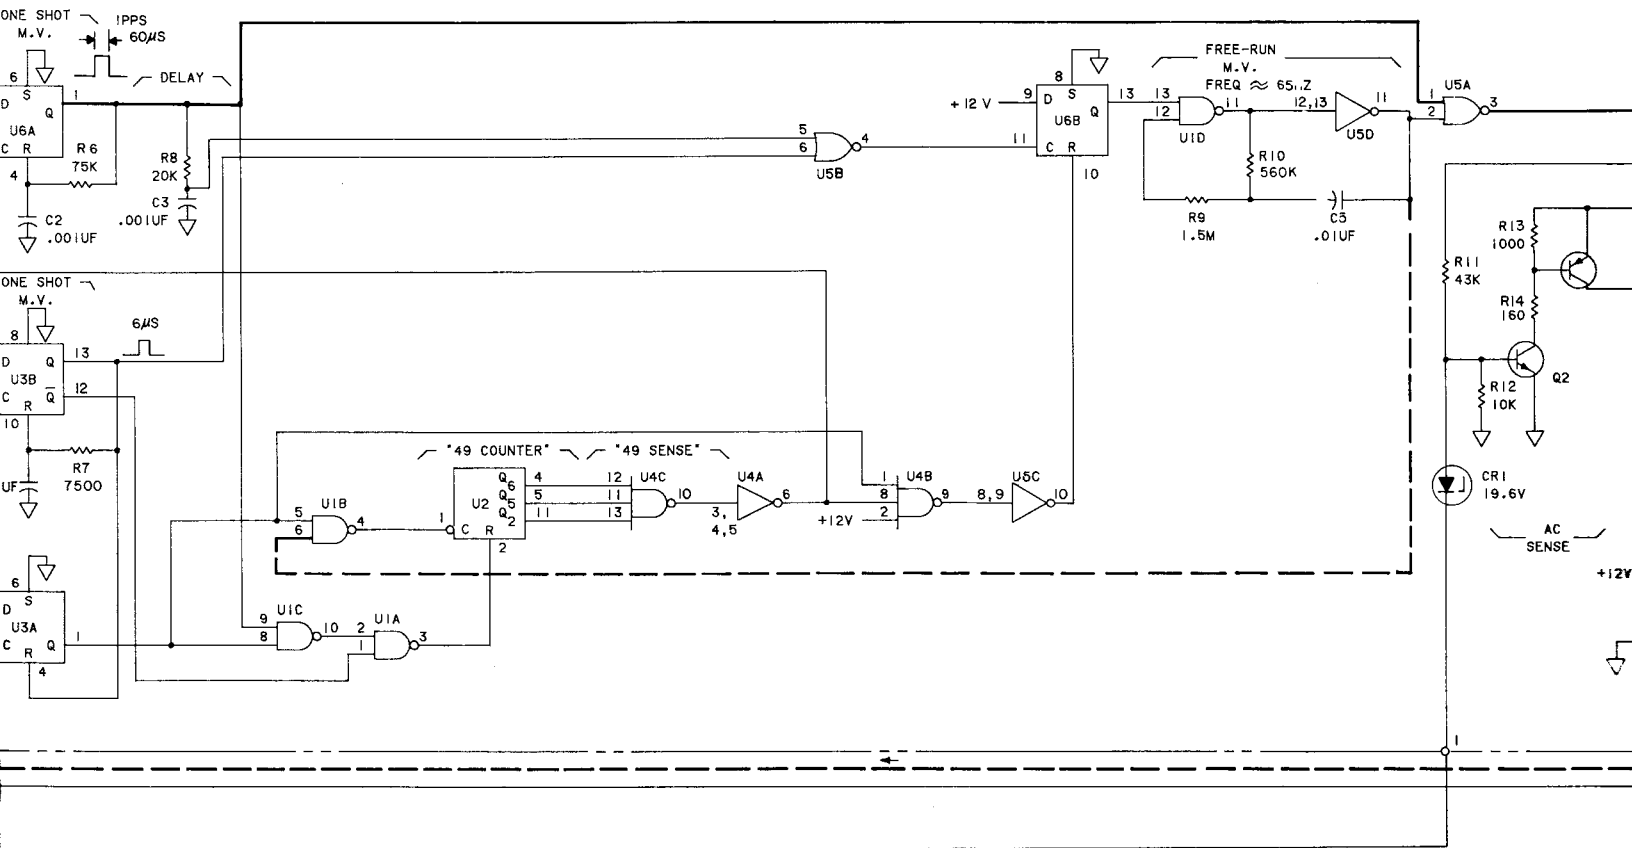 ONE SHOT
M.V.
1PPS
60µS
DELAY
6
S
D
1
Q
U6A
C R
4
R6
75K
R8
20K
C3
.001UF
C2
.001UF
5
6
4
U5B
+12V
9
8
S
D
13
Q
U6B
11
C R
10
FREE-RUN
M.V.
FREQ ≈
13
12
11
U1D
12,13
11
U5D
R10
560K
R9
1.5M
C5
.01UF
U5A
1
2
3
R13
1000
R11
43K
R14
160
Q2
R12
10K
CR1
19.6V
AC
SENSE
+12V
ONE SHOT
M.V.
8
S
6µS
D Q
13
U3B
12
C Q
R
10
R7
7500
UF
"49 COUNTER"
"49 SENSE"
U1B
5
6
4
1
C
U2
Q6
Q5
Q2
R
2
4
5
11
12
11
13
U4C
10
3,
4,5
U4A
6
+12V
1
8
2
U4B
9
8,9
U5C
10
6
S
D
U3A
C
R
Q
1
4
U1C
9
8
10
U1A
2
1
3
1